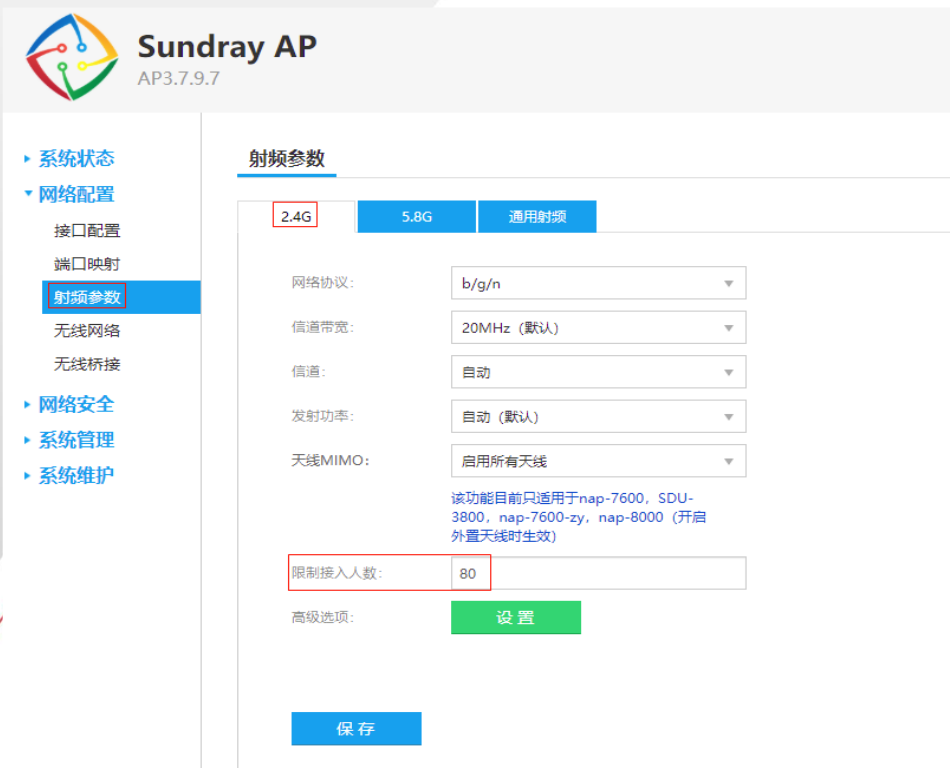 Sundray AP
AP3.7.9.7
系统状态
网络配置
接口配置
端口映射
射频参数
无线网络
无线桥接
网络安全
系统管理
系统维护
射频参数
2.4G
5.8G
通用射频
网络协议:
b/g/n
信道带宽:
20MHz（默认）
信道:
自动
发射功率:
自动（默认）
天线MIMO：
启用所有天线
该功能目前只适用于nap-7600，SDU-
3800，nap-7600-zy，nap-8000（开启
外置天线时生效）
限制接入人数:
80
高级选项:
设 置
保 存